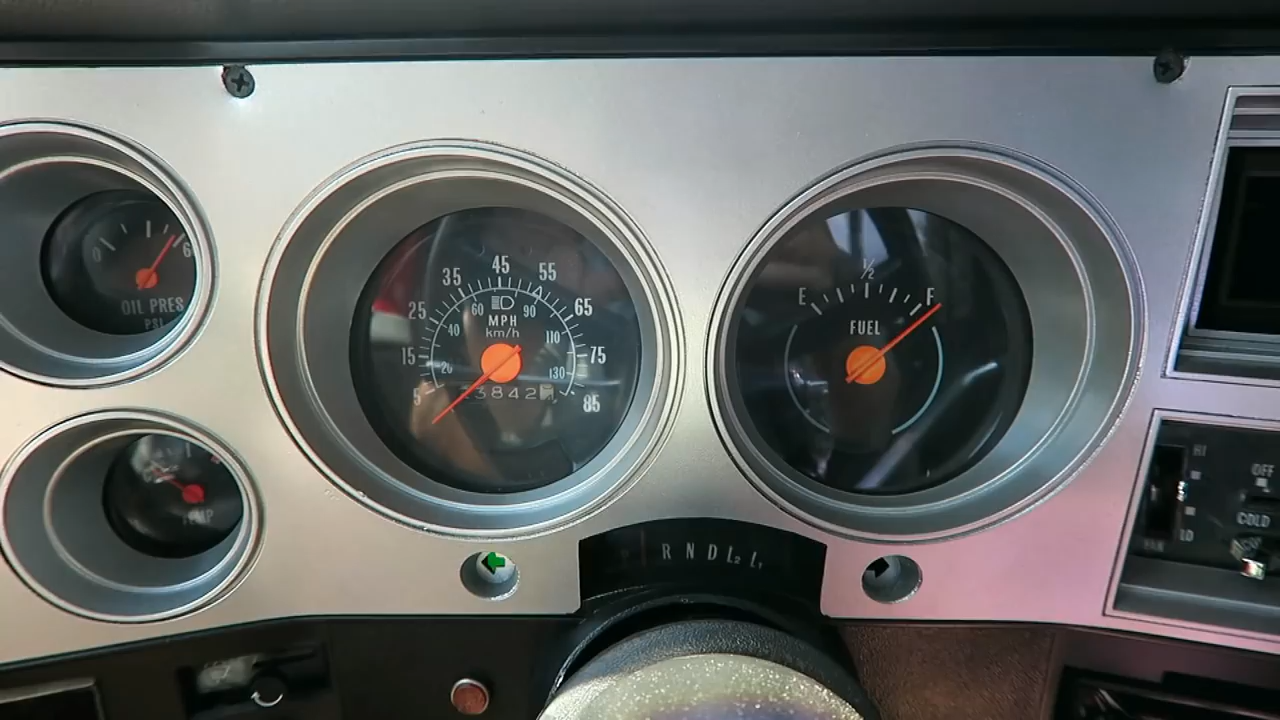 0
6
OIL PRES
PSI
TEMP
5
15
25
35
45
55
65
75
85
20
40
60
90
110
130
MPH
km/h
3842
E
1/2
F
FUEL
R N D L2 L1
HI
LO
OFF
COLD